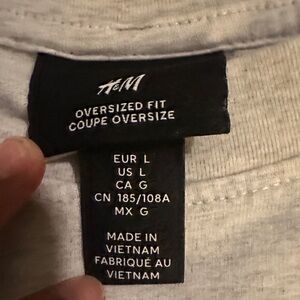 H&M
OVERSIZED FIT
COUPE OVERSIZE
EUR L
US L
CA G
CN 185/108A
MX G
MADE IN
VIETNAM
FABRIQUÉ AU
VIETNAM